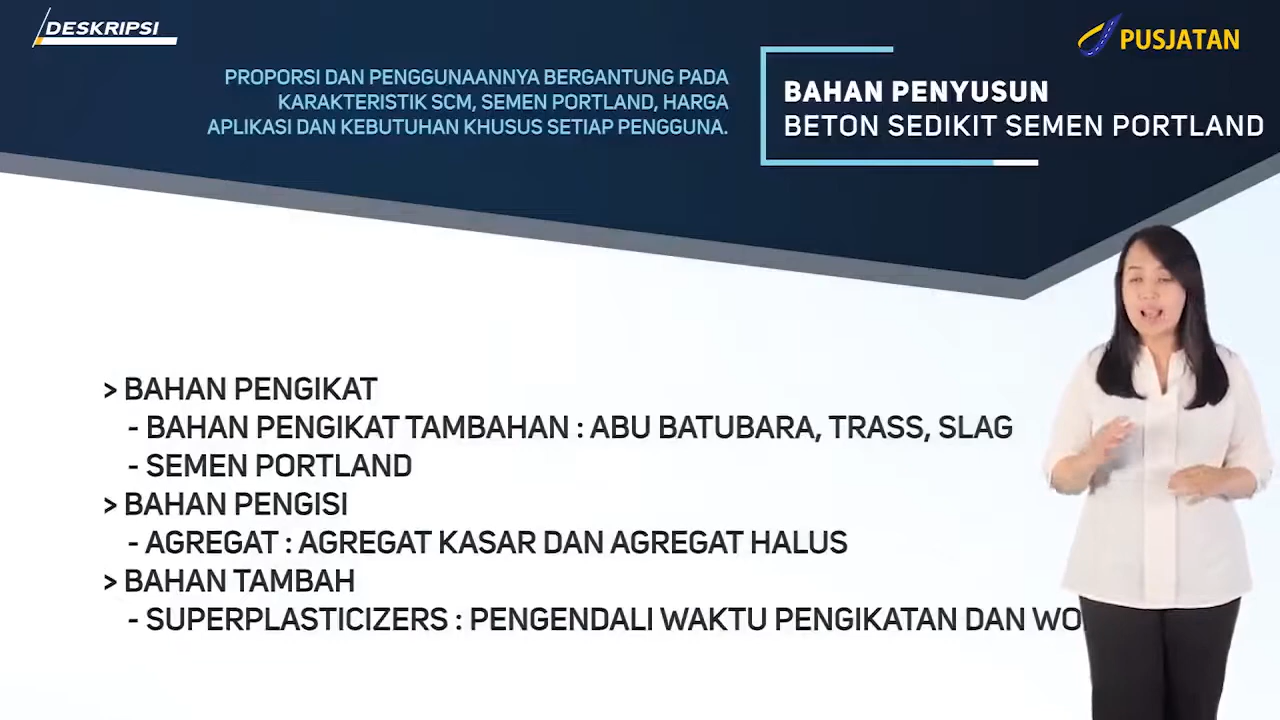 DESKRIPSI
PUSJATAN
PROPORSI DAN PENGGUNAANNYA BERGANTUNG PADA
KARAKTERISTIK SCM, SEMEN PORTLAND, HARGA
APLIKASI DAN KEBUTUHAN KHUSUS SETIAP PENGGUNA.
BAHAN PENYUSUN
BETON SEDIKIT SEMEN PORTLAND
> BAHAN PENGIKAT
- BAHAN PENGIKAT TAMBAHAN : ABU BATUBARA, TRASS, SLAG
- SEMEN PORTLAND
> BAHAN PENGISI
- AGREGAT : AGREGAT KASAR DAN AGREGAT HALUS
> BAHAN TAMBAH
- SUPERPLASTICIZERS : PENGENDALI WAKTU PENGIKATAN DAN